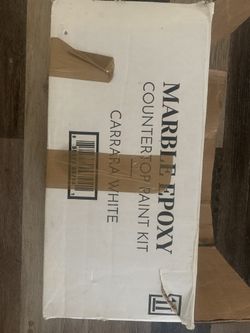 MARBLE EPOXY
COUNTERTOP PAINT KIT
CARRARA WHITE